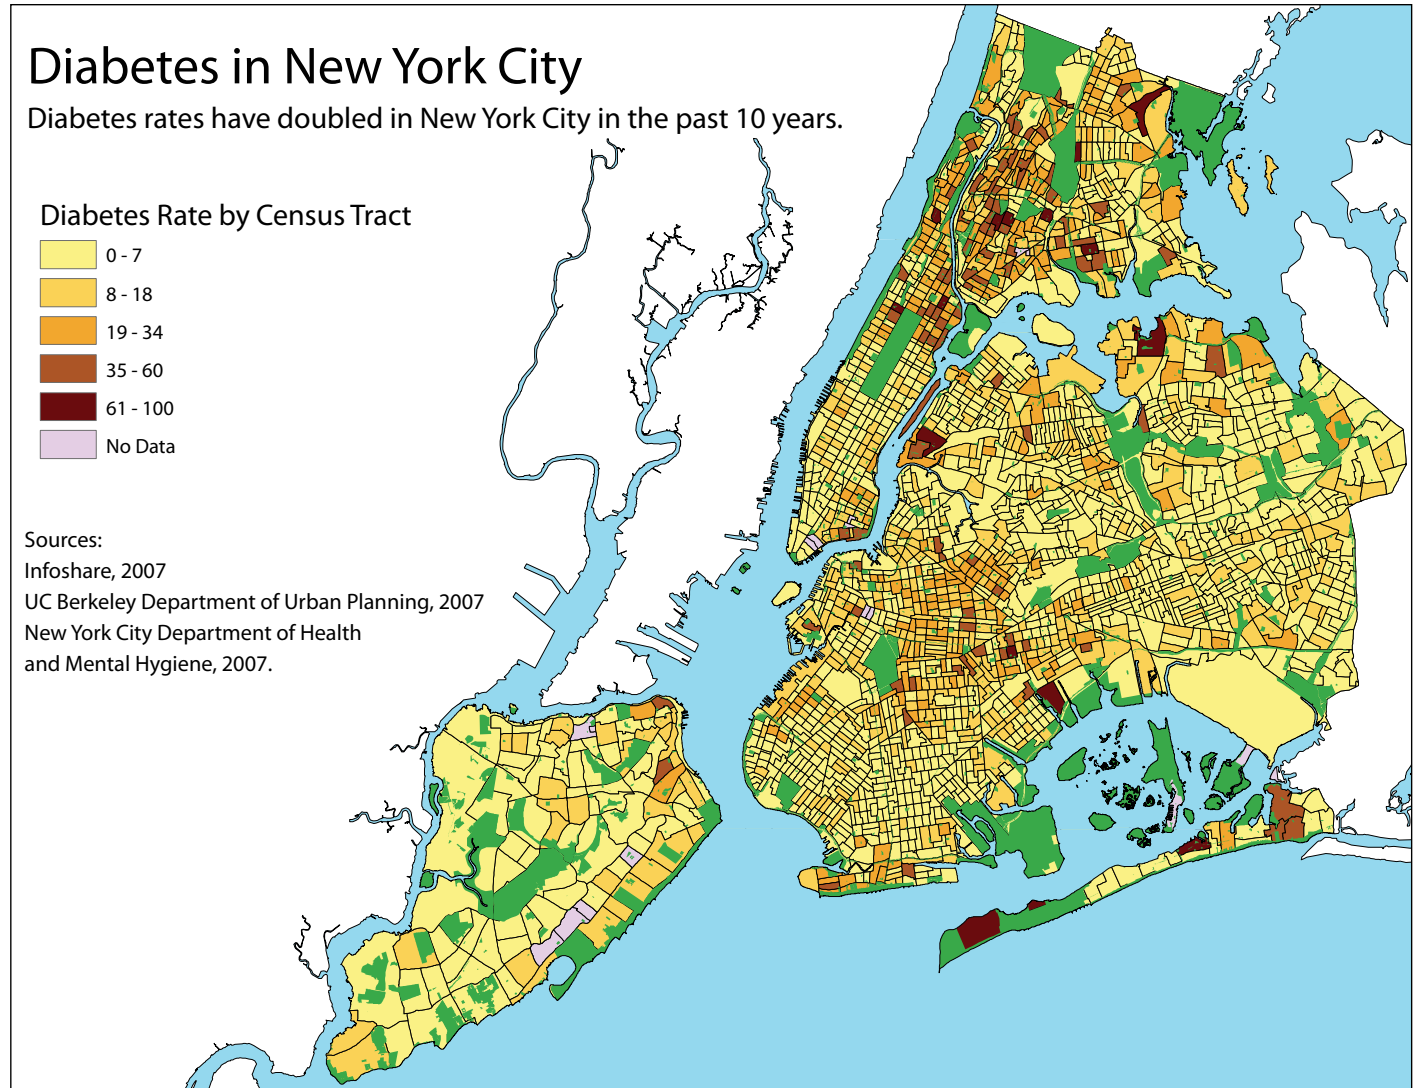 Diabetes in New York City
Diabetes rates have doubled in New York City in the past 10 years.
Diabetes Rate by Census Tract
0 - 7
8 - 18
19 - 34
35 - 60
61 - 100
No Data
Sources:
Infoshare, 2007
UC Berkeley Department of Urban Planning, 2007
New York City Department of Health
and Mental Hygiene, 2007.